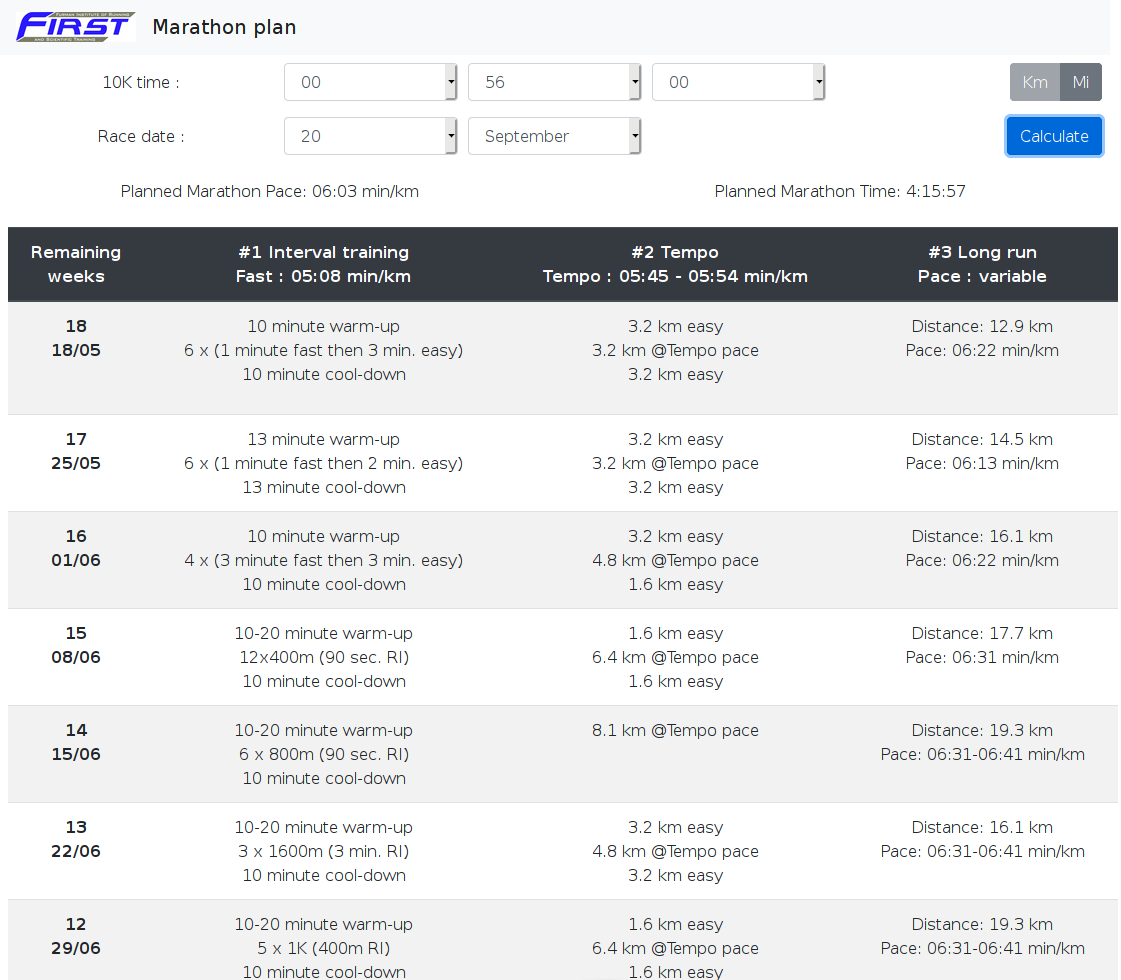 FURMAN INSTITUTE OF RUNNING
FIRST
AND SCIENTIFIC TRAINING
Marathon plan
10K time : 00 56 00 Km Mi
Race date : 20 September Calculate
Planned Marathon Pace: 06:03 min/km Planned Marathon Time: 4:15:57
Remaining weeks #1 Interval training #2 Tempo #3 Long run
Fast : 05:08 min/km Tempo : 05:45 - 05:54 min/km Pace : variable
18 10 minute warm-up 3.2 km easy Distance: 12.9 km
18/05 6 x (1 minute fast then 3 min. easy) 3.2 km @Tempo pace Pace: 06:22 min/km
10 minute cool-down 3.2 km easy
17 13 minute warm-up 3.2 km easy Distance: 14.5 km
25/05 6 x (1 minute fast then 2 min. easy) 3.2 km @Tempo pace Pace: 06:13 min/km
13 minute cool-down 3.2 km easy
16 10 minute warm-up 3.2 km easy Distance: 16.1 km
01/06 4 x (3 minute fast then 3 min. easy) 4.8 km @Tempo pace Pace: 06:22 min/km
10 minute cool-down 1.6 km easy
15 10-20 minute warm-up 1.6 km easy Distance: 17.7 km
08/06 12x400m (90 sec. RI) 6.4 km @Tempo pace Pace: 06:31 min/km
10 minute cool-down 1.6 km easy
14 10-20 minute warm-up 8.1 km @Tempo pace Distance: 19.3 km
15/06 6 x 800m (90 sec. RI) Pace: 06:31-06:41 min/km
10 minute cool-down
13 10-20 minute warm-up 3.2 km easy Distance: 16.1 km
22/06 3 x 1600m (3 min. RI) 4.8 km @Tempo pace Pace: 06:31-06:41 min/km
10 minute cool-down 3.2 km easy
12 10-20 minute warm-up 1.6 km easy Distance: 19.3 km
29/06 5 x 1K (400m RI) 6.4 km @Tempo pace Pace: 06:31-06:41 min/km
10 minute cool-down 1.6 km easy